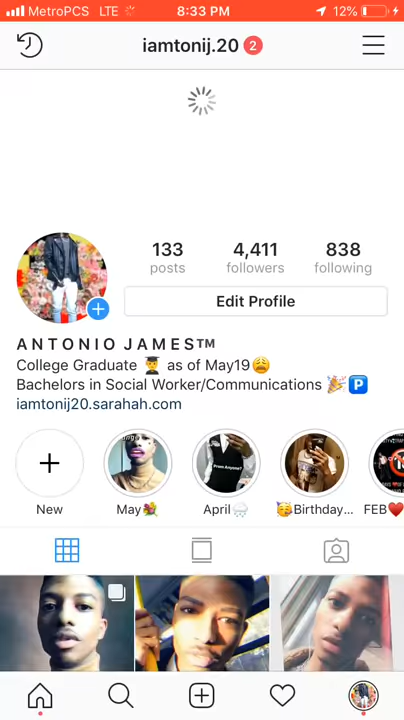 MetroPCS LTE 8:33 PM 12%
iamtonij.20 2
133 4,411 838
posts followers following
Edit Profile
ANTONIO JAMES™
College Graduate 👨‍🎓 as of May19😩
Bachelors in Social Worker/Communications 🎉🅿️
iamtonij20.sarahah.com
Prom Anyone?
New May💐 April🌧 🥳Birthday... FEB❤️